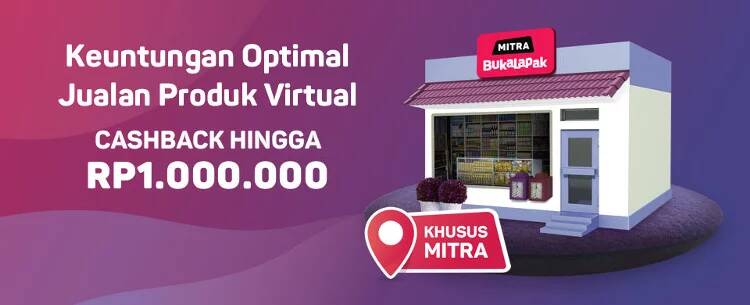 Keuntungan Optimal
Jualan Produk Virtual
CASHBACK HINGGA
RP1.000.000
MITRA
BukaLapak
KHUSUS
MITRA